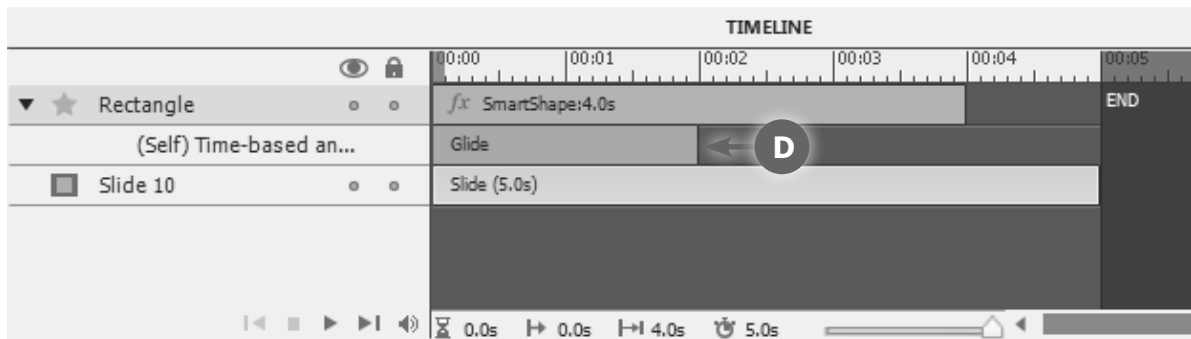 TIMELINE
00:00 00:01 00:02 00:03 00:04 00:05
Rectangle fx SmartShape:4.0s END
(Self) Time-based an... Glide D
Slide 10 Slide (5.0s)
0.0s 0.0s 4.0s 5.0s